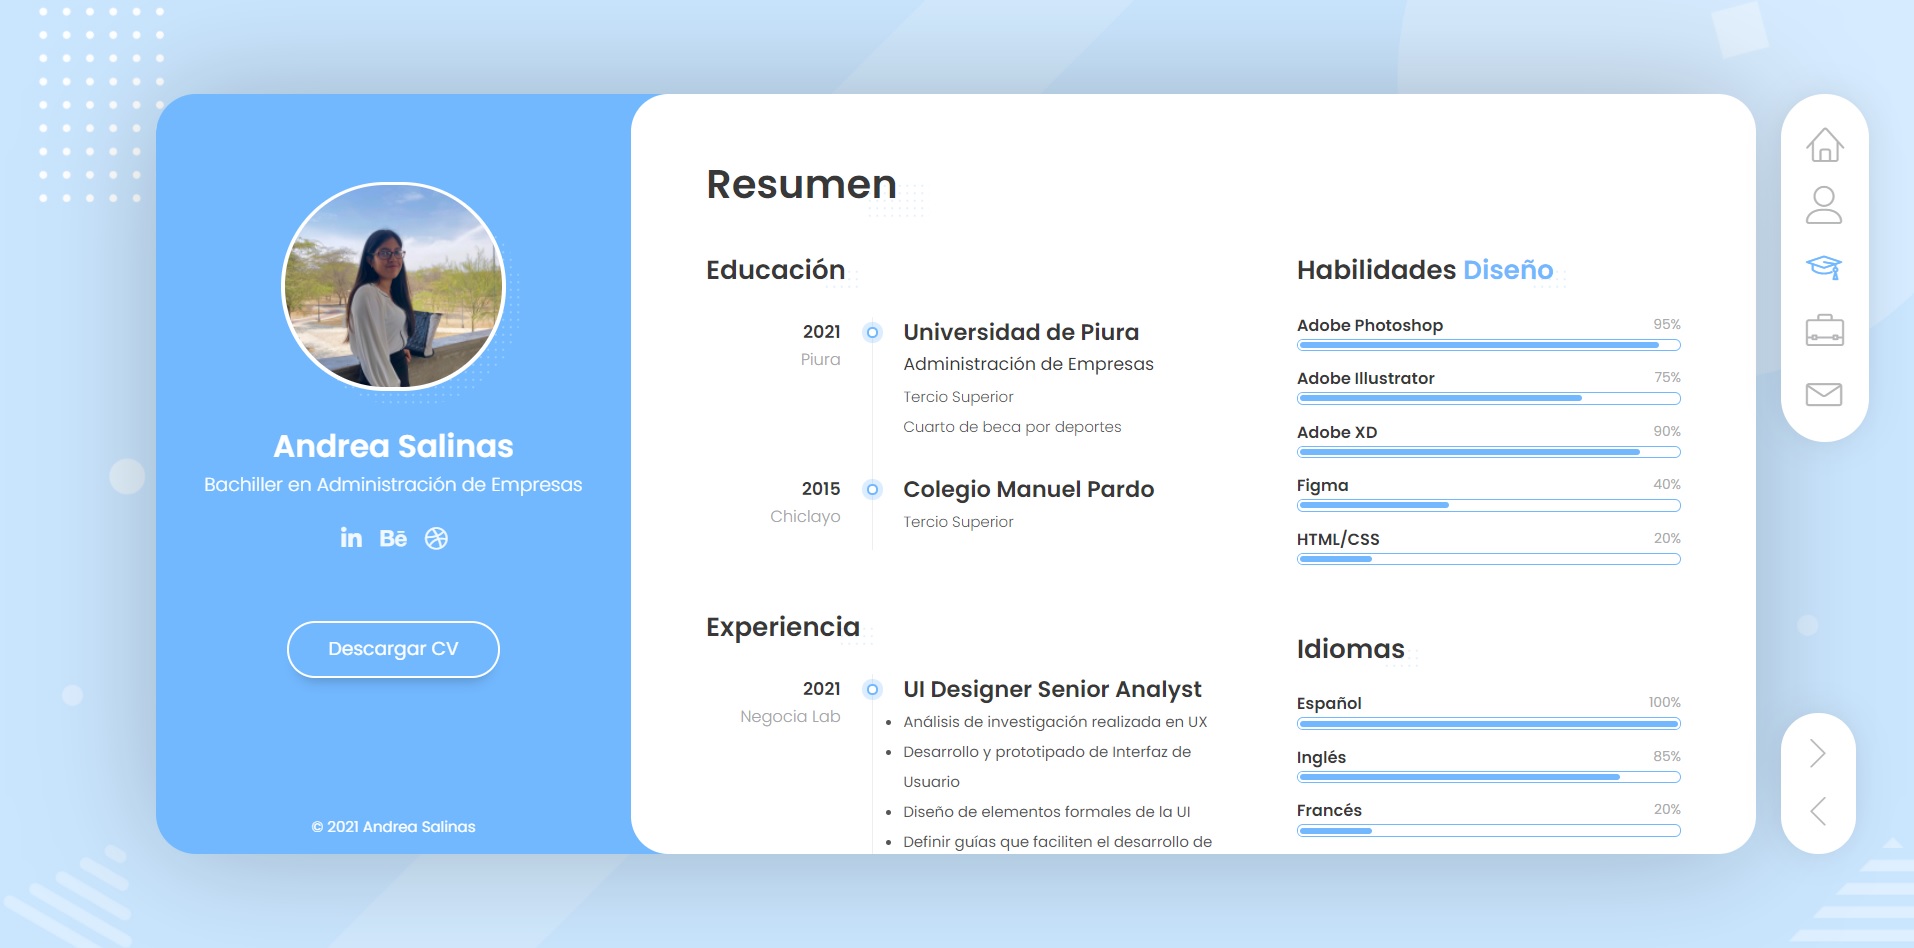 Andrea Salinas
Bachiller en Administración de Empresas
in Bē
Descargar CV
© 2021 Andrea Salinas
Resumen
Educación
2021
Piura
Universidad de Piura
Administración de Empresas
Tercio Superior
Cuarto de beca por deportes
2015
Chiclayo
Colegio Manuel Pardo
Tercio Superior
Experiencia
2021
Negocia Lab
UI Designer Senior Analyst
Análisis de investigación realizada en UX
Desarrollo y prototipado de Interfaz de
Usuario
Diseño de elementos formales de la UI
Definir guías que faciliten el desarrollo de
Habilidades Diseño
Adobe Photoshop 95%
Adobe Illustrator 75%
Adobe XD 90%
Figma 40%
HTML/CSS 20%
Idiomas
Español 100%
Inglés 85%
Francés 20%